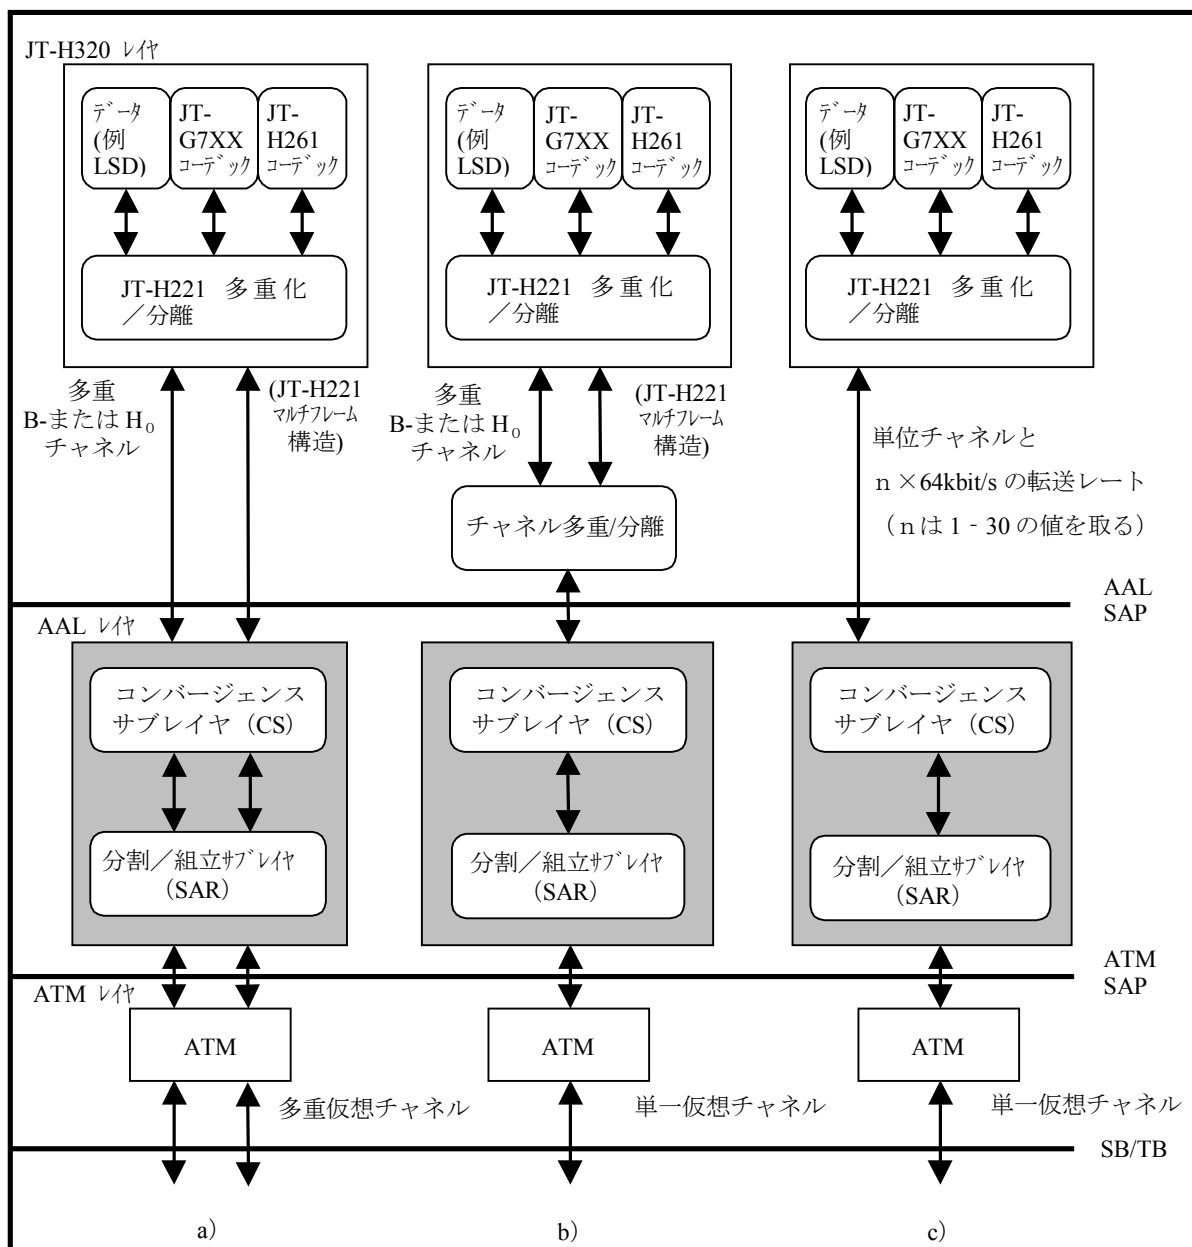 JT-H320 ﾚｲﾔ
ﾃﾞｰﾀ
(例
LSD)
JT-
G7XX
ｺｰﾃﾞｯｸ
JT-
H261
ｺｰﾃﾞｯｸ
JT-H221 多重化
／分離
多重
B-または H₀
チャネル
(JT-H221
ﾏﾙﾁﾌﾚｰﾑ
構造)
ﾃﾞｰﾀ
(例
LSD)
JT-
G7XX
ｺｰﾃﾞｯｸ
JT-
H261
ｺｰﾃﾞｯｸ
JT-H221 多重化
／分離
多重
B-または H₀
チャネル
(JT-H221
ﾏﾙﾁﾌﾚｰﾑ
構造)
チャネル多重/分離
ﾃﾞｰﾀ
(例
LSD)
JT-
G7XX
ｺｰﾃﾞｯｸ
JT-
H261
ｺｰﾃﾞｯｸ
JT-H221 多重化
／分離
単位チャネルと
ｎ×64kbit/s の転送レート
（ｎは 1‐30 の値を取る）
AAL
SAP
AAL ﾚｲﾔ
コンバージェンス
サブレイヤ（CS）
分割／組立ｻﾌﾞﾚｲﾔ
（SAR）
コンバージェンス
サブレイヤ（CS）
分割／組立ｻﾌﾞﾚｲﾔ
（SAR）
コンバージェンス
サブレイヤ（CS）
分割／組立ｻﾌﾞﾚｲﾔ
（SAR）
ATM
SAP
ATM ﾚｲﾔ
ATM
ATM
ATM
多重仮想チャネル
単一仮想チャネル
単一仮想チャネル
SB/TB
a）
b）
c）